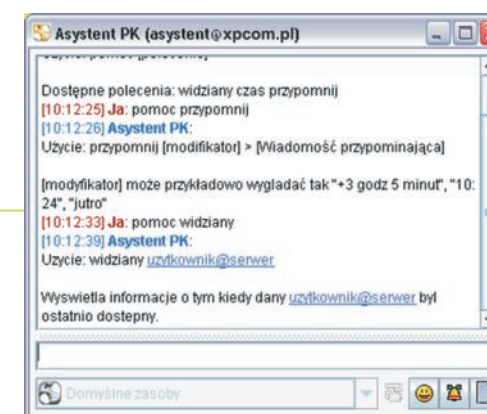 Asystent PK (asystent@xpcom.pl)
Dostępne polecenia: widziany czas przypomnij
[10:12:25] Ja: pomoc przypomnij
[10:12:26] Asystent PK:
Użycie: przypomnij [modifikator] > [Wiadomość przypominająca]
[modyfikator] może przykładowo wygladać tak "+3 godz 5 minut", "10:
24", "jutro"
[10:12:33] Ja: pomoc widziany
[10:12:39] Asystent PK:
Uzycie: widziany uzytkownik@serwer
Wyswietla informacje o tym kiedy dany uzytkownik@serwer byl
ostatnio dostepny.
Domyślne zasoby